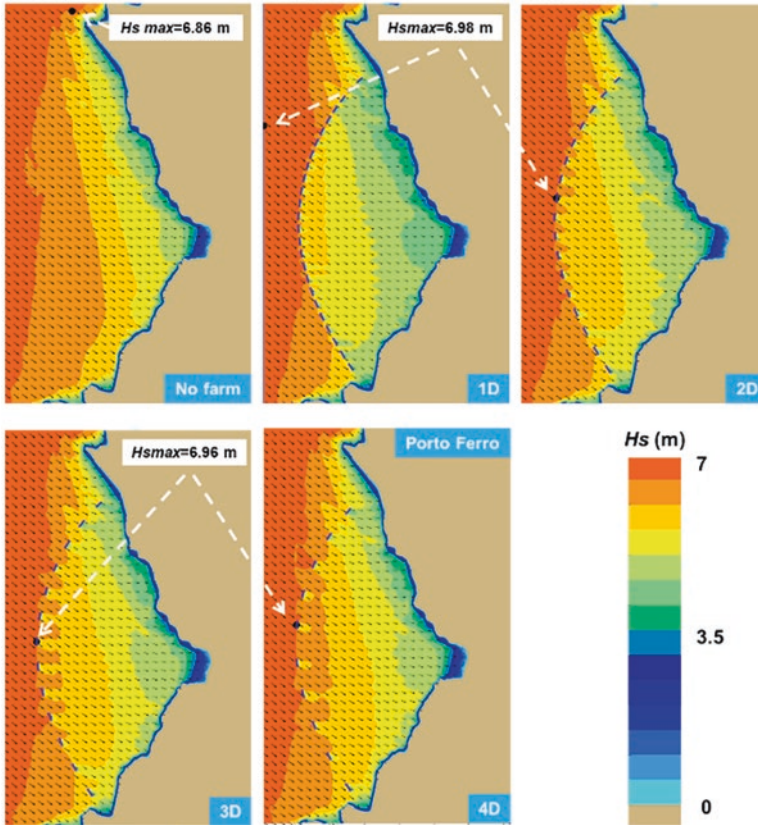 Hs max=6.86 m
Hsmax=6.98 m
No farm
1D
2D
Hsmax=6.96 m
Porto Ferro
Hs (m)
7
3.5
0
3D
4D